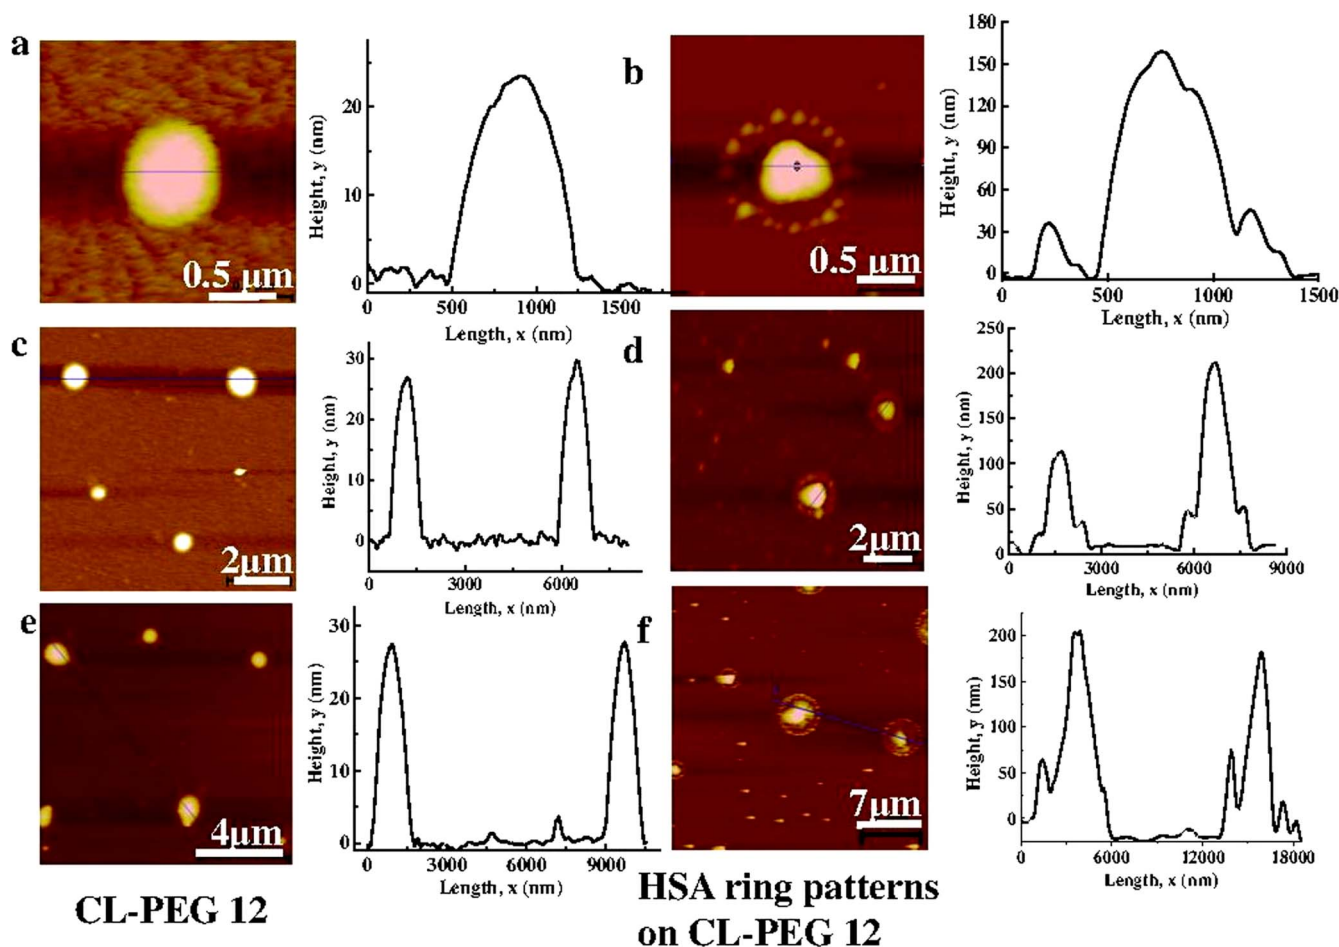 a
0.5 µm
Height, y (nm)
20
10
0
0
500
1000
1500
Length, x (nm)
b
0.5 µm
Height, y (nm)
180
150
120
90
60
30
0
0
500
1000
1500
Length, x (nm)
c
2µm
Height, y (nm)
30
20
10
0
0
3000
6000
Length, x (nm)
d
2µm
Height, y (nm)
250
200
150
100
50
0
0
3000
6000
9000
Length, x (nm)
e
4µm
Height, y (nm)
30
20
10
0
0
3000
6000
9000
Length, x (nm)
f
7µm
Height, y (nm)
200
150
100
50
0
0
6000
12000
18000
Length, x (nm)
CL-PEG 12
HSA ring patterns
on CL-PEG 12